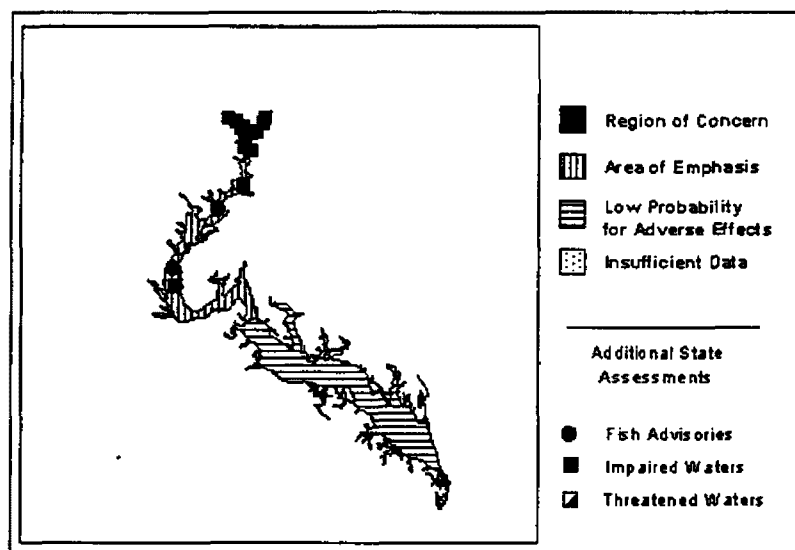 Region of Concern
Area of Emphasis
Low Probability
for Adverse Effects
Insufficient Data
Additional State
Assessments
Fish Advisories
Impaired Waters
Threatened Waters